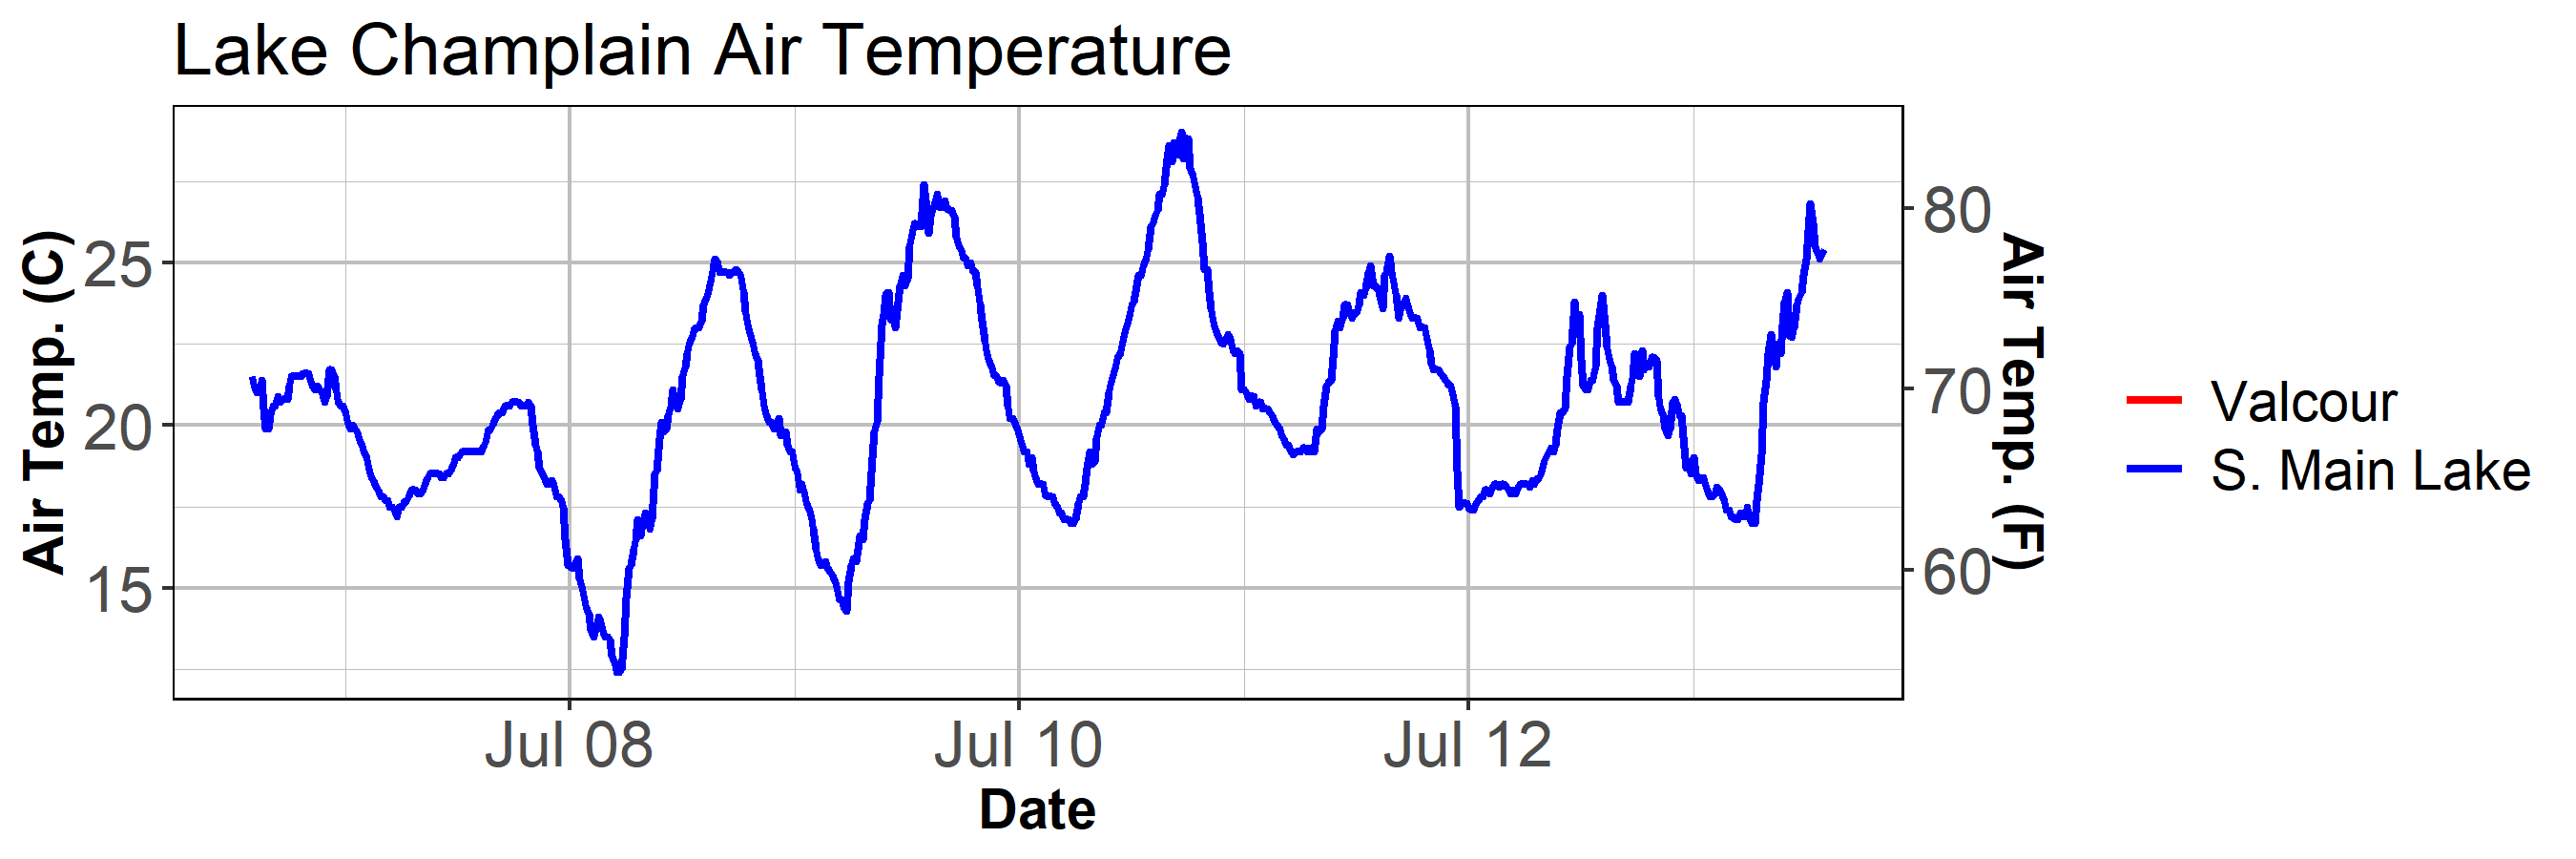 Lake Champlain Air Temperature
Air Temp. (C)
25
20
15
80
70
60
Air Temp. (F)
Jul 08
Jul 10
Jul 12
Date
Valcour
S. Main Lake